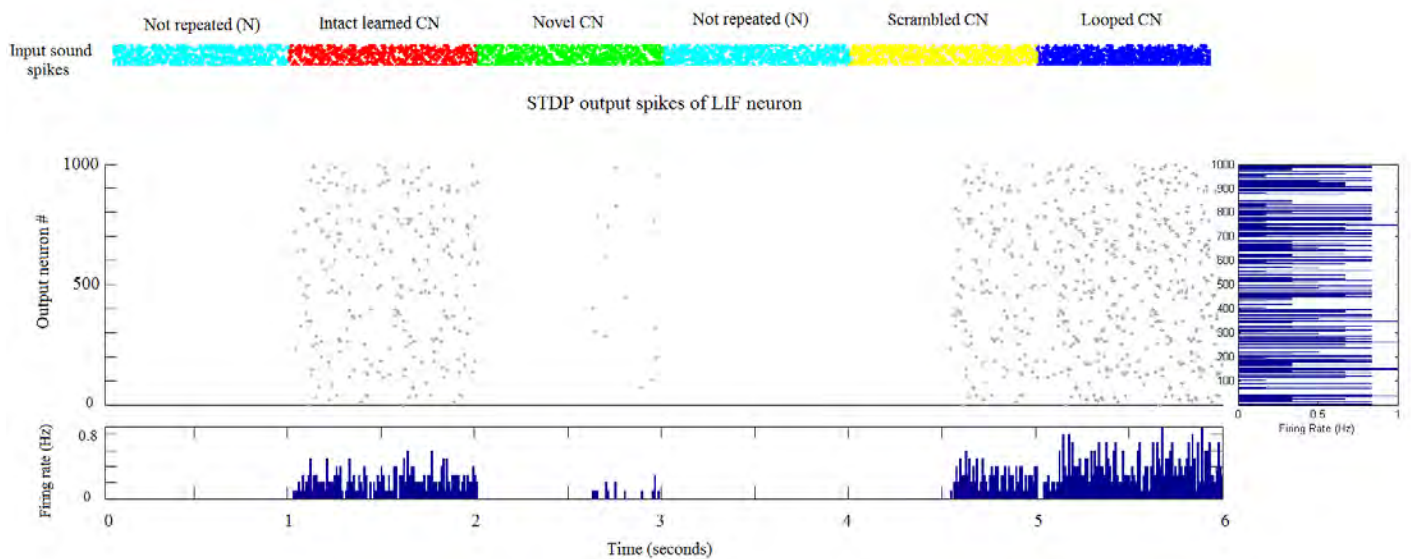 Not repeated (N) Intact learned CN Novel CN Not repeated (N) Scrambled CN Looped CN
Input sound
spikes
STDP output spikes of LIF neuron
Output neuron #
1000
500
0
1000
900
800
700
600
500
400
300
200
100
0 0.5 1
Firing Rate (Hz)
Firing rate (Hz)
0.8
0
0 1 2 3 4 5 6
Time (seconds)